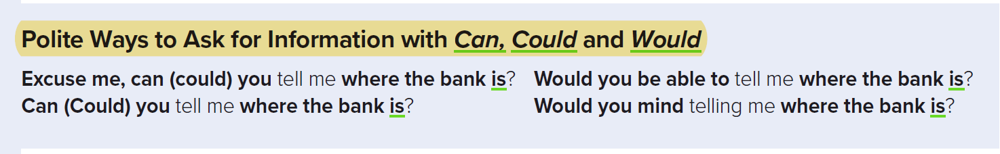 Polite Ways to Ask for Information with Can, Could and Would
Excuse me, can (could) you tell me where the bank is?
Can (Could) you tell me where the bank is?
Would you be able to tell me where the bank is?
Would you mind telling me where the bank is?